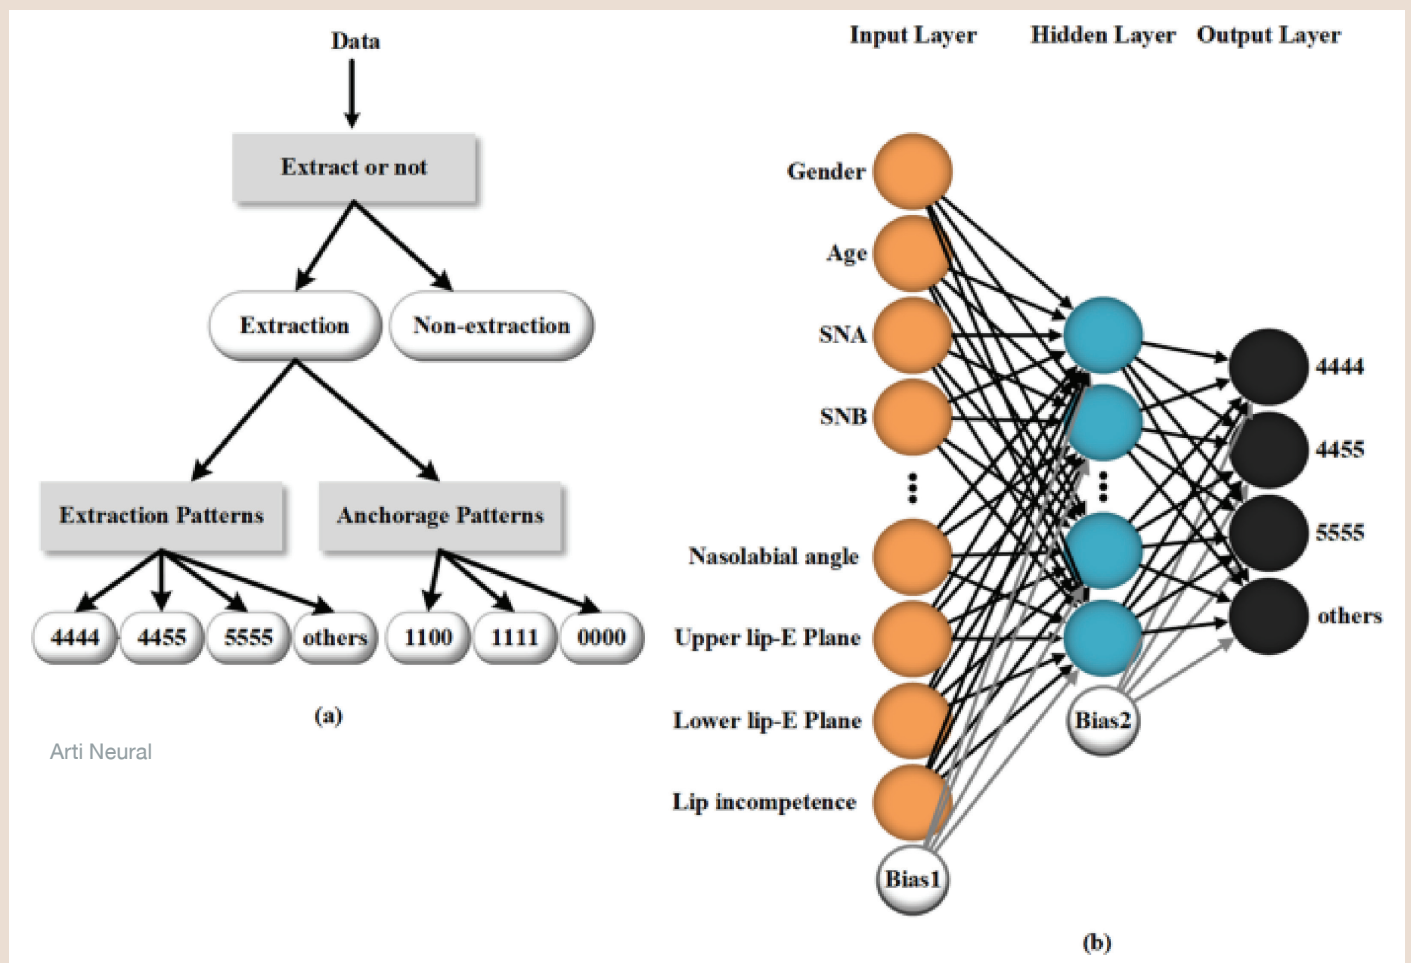 Data
Extract or not
Extraction
Non-extraction
Extraction Patterns
Anchorage Patterns
4444
4455
5555
others
1100
1111
0000
(a)
Arti Neural
Input Layer
Hidden Layer
Output Layer
Gender
Age
SNA
SNB
Nasolabial angle
Upper lip-E Plane
Lower lip-E Plane
Lip incompetence
Bias1
Bias2
4444
4455
5555
others
(b)